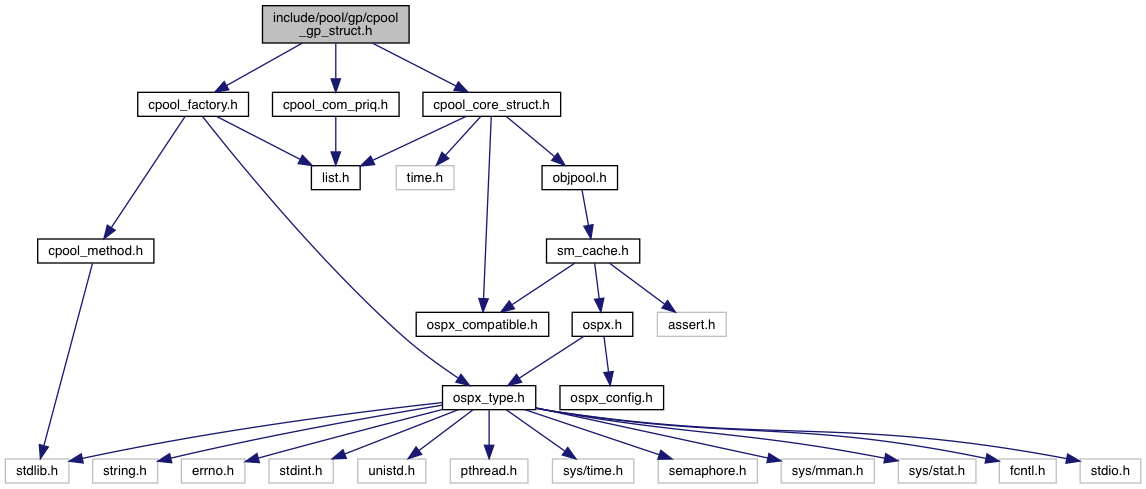 include/pool/gp/cpool
_gp_struct.h
cpool_factory.h
cpool_com_priq.h
cpool_core_struct.h
list.h
time.h
objpool.h
cpool_method.h
sm_cache.h
ospx_compatible.h
ospx.h
assert.h
ospx_type.h
ospx_config.h
stdlib.h
string.h
errno.h
stdint.h
unistd.h
pthread.h
sys/time.h
semaphore.h
sys/mman.h
sys/stat.h
fcntl.h
stdio.h